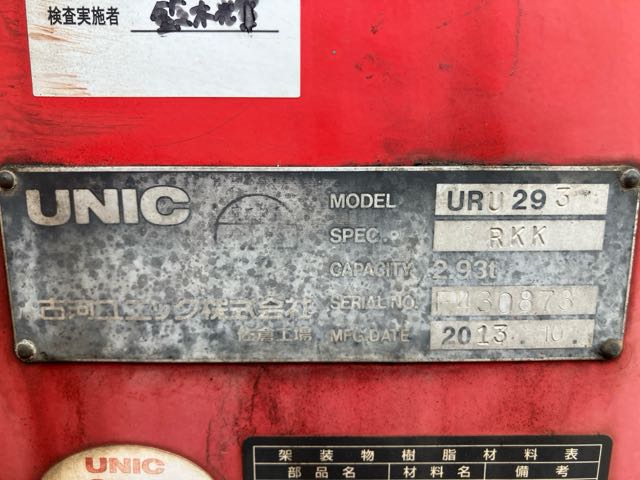 検査実施者
UNIC
MODEL URU293
SPEC. RKK
CAPACITY 2.93t
古河ユニック株式会社 SERIAL NO. F430873
佐倉工場 MFG.DATE 2013.10
UNIC
架装物樹脂材料表
部品名 材料名 備考